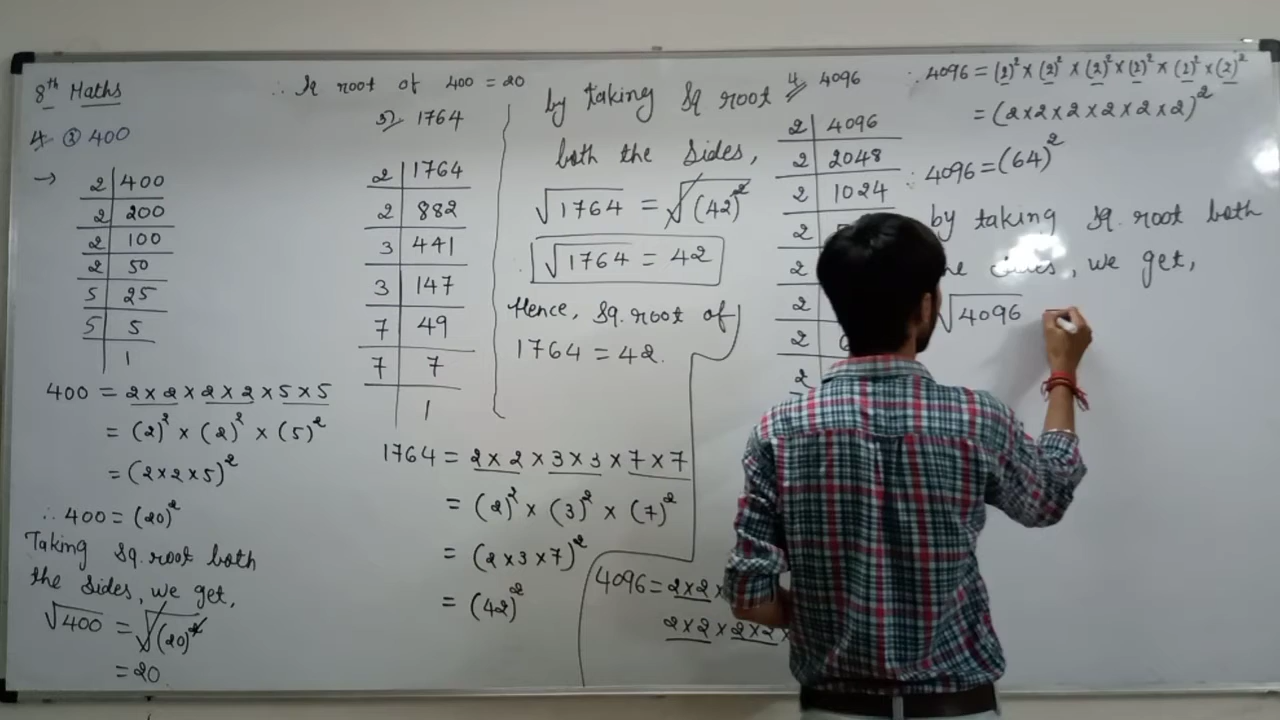 8th Maths
4. ③ 400
→
2 | 400
2 | 200
2 | 100
2 | 50
5 | 25
5 | 5
1
400 = 2×2×2×2×5×5
= (2)² × (2)² × (5)²
= (2×2×5)²
∴ 400 = (20)²
Taking Sq. root both
the sides, we get,
√400 = √(20)²
= 20
∴ Sq root of 400 = 20
1764
2 | 1764
2 | 882
3 | 441
3 | 147
7 | 49
7 | 7
1
1764 = 2×2×3×3×7×7
= (2)² × (3)² × (7)²
= (2×3×7)²
= (42)²
by taking Sq root
both the sides,
√1764 = √(42)²
√1764 = 42
Hence, Sq. root of
1764 = 42.
4 4096
2 | 4096
2 | 2048
2 | 1024
2
2
2
2
2
4096 = 2×2×
2×2×2×2×
∴ 4096 = (2)² × (2)² × (2)² × (2)² × (2)² × (2)²
= (2×2×2×2×2×2)²
∴ 4096 = (64)²
by taking Sq. root both
sides, we get,
√4096